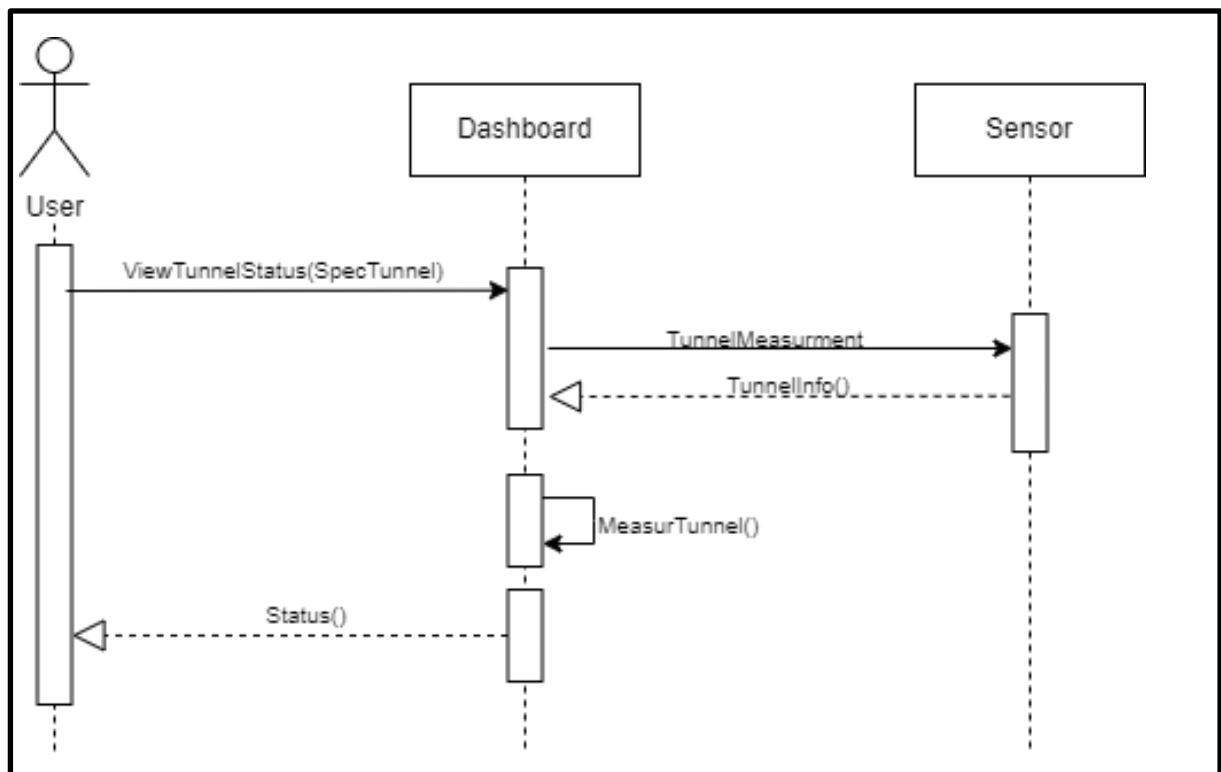 Dashboard
Sensor
User
ViewTunnelStatus(SpecTunnel)
TunnelMeasurment
TunnelInfo()
MeasurTunnel()
Status()